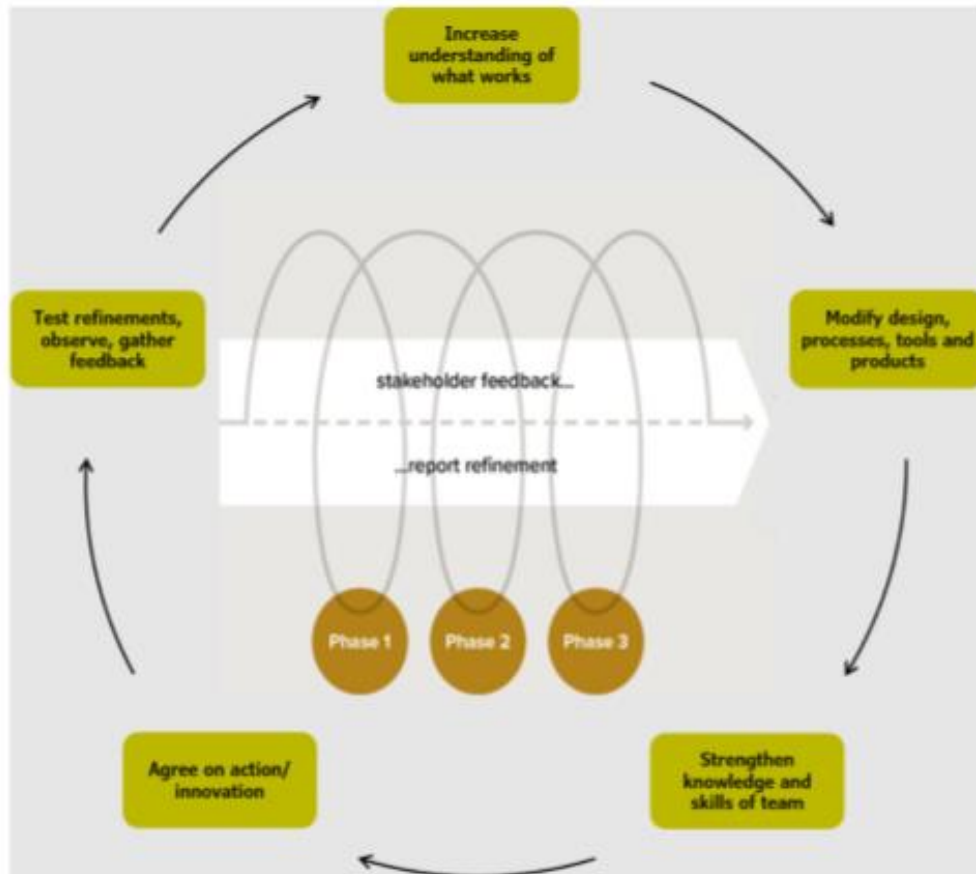 Increase
understanding of
what works
Test refinements,
observe, gather
feedback
Modify design,
processes, tools and
products
stakeholder feedback...
...report refinement
Phase 1
Phase 2
Phase 3
Agree on action/
innovation
Strengthen
knowledge and
skills of team